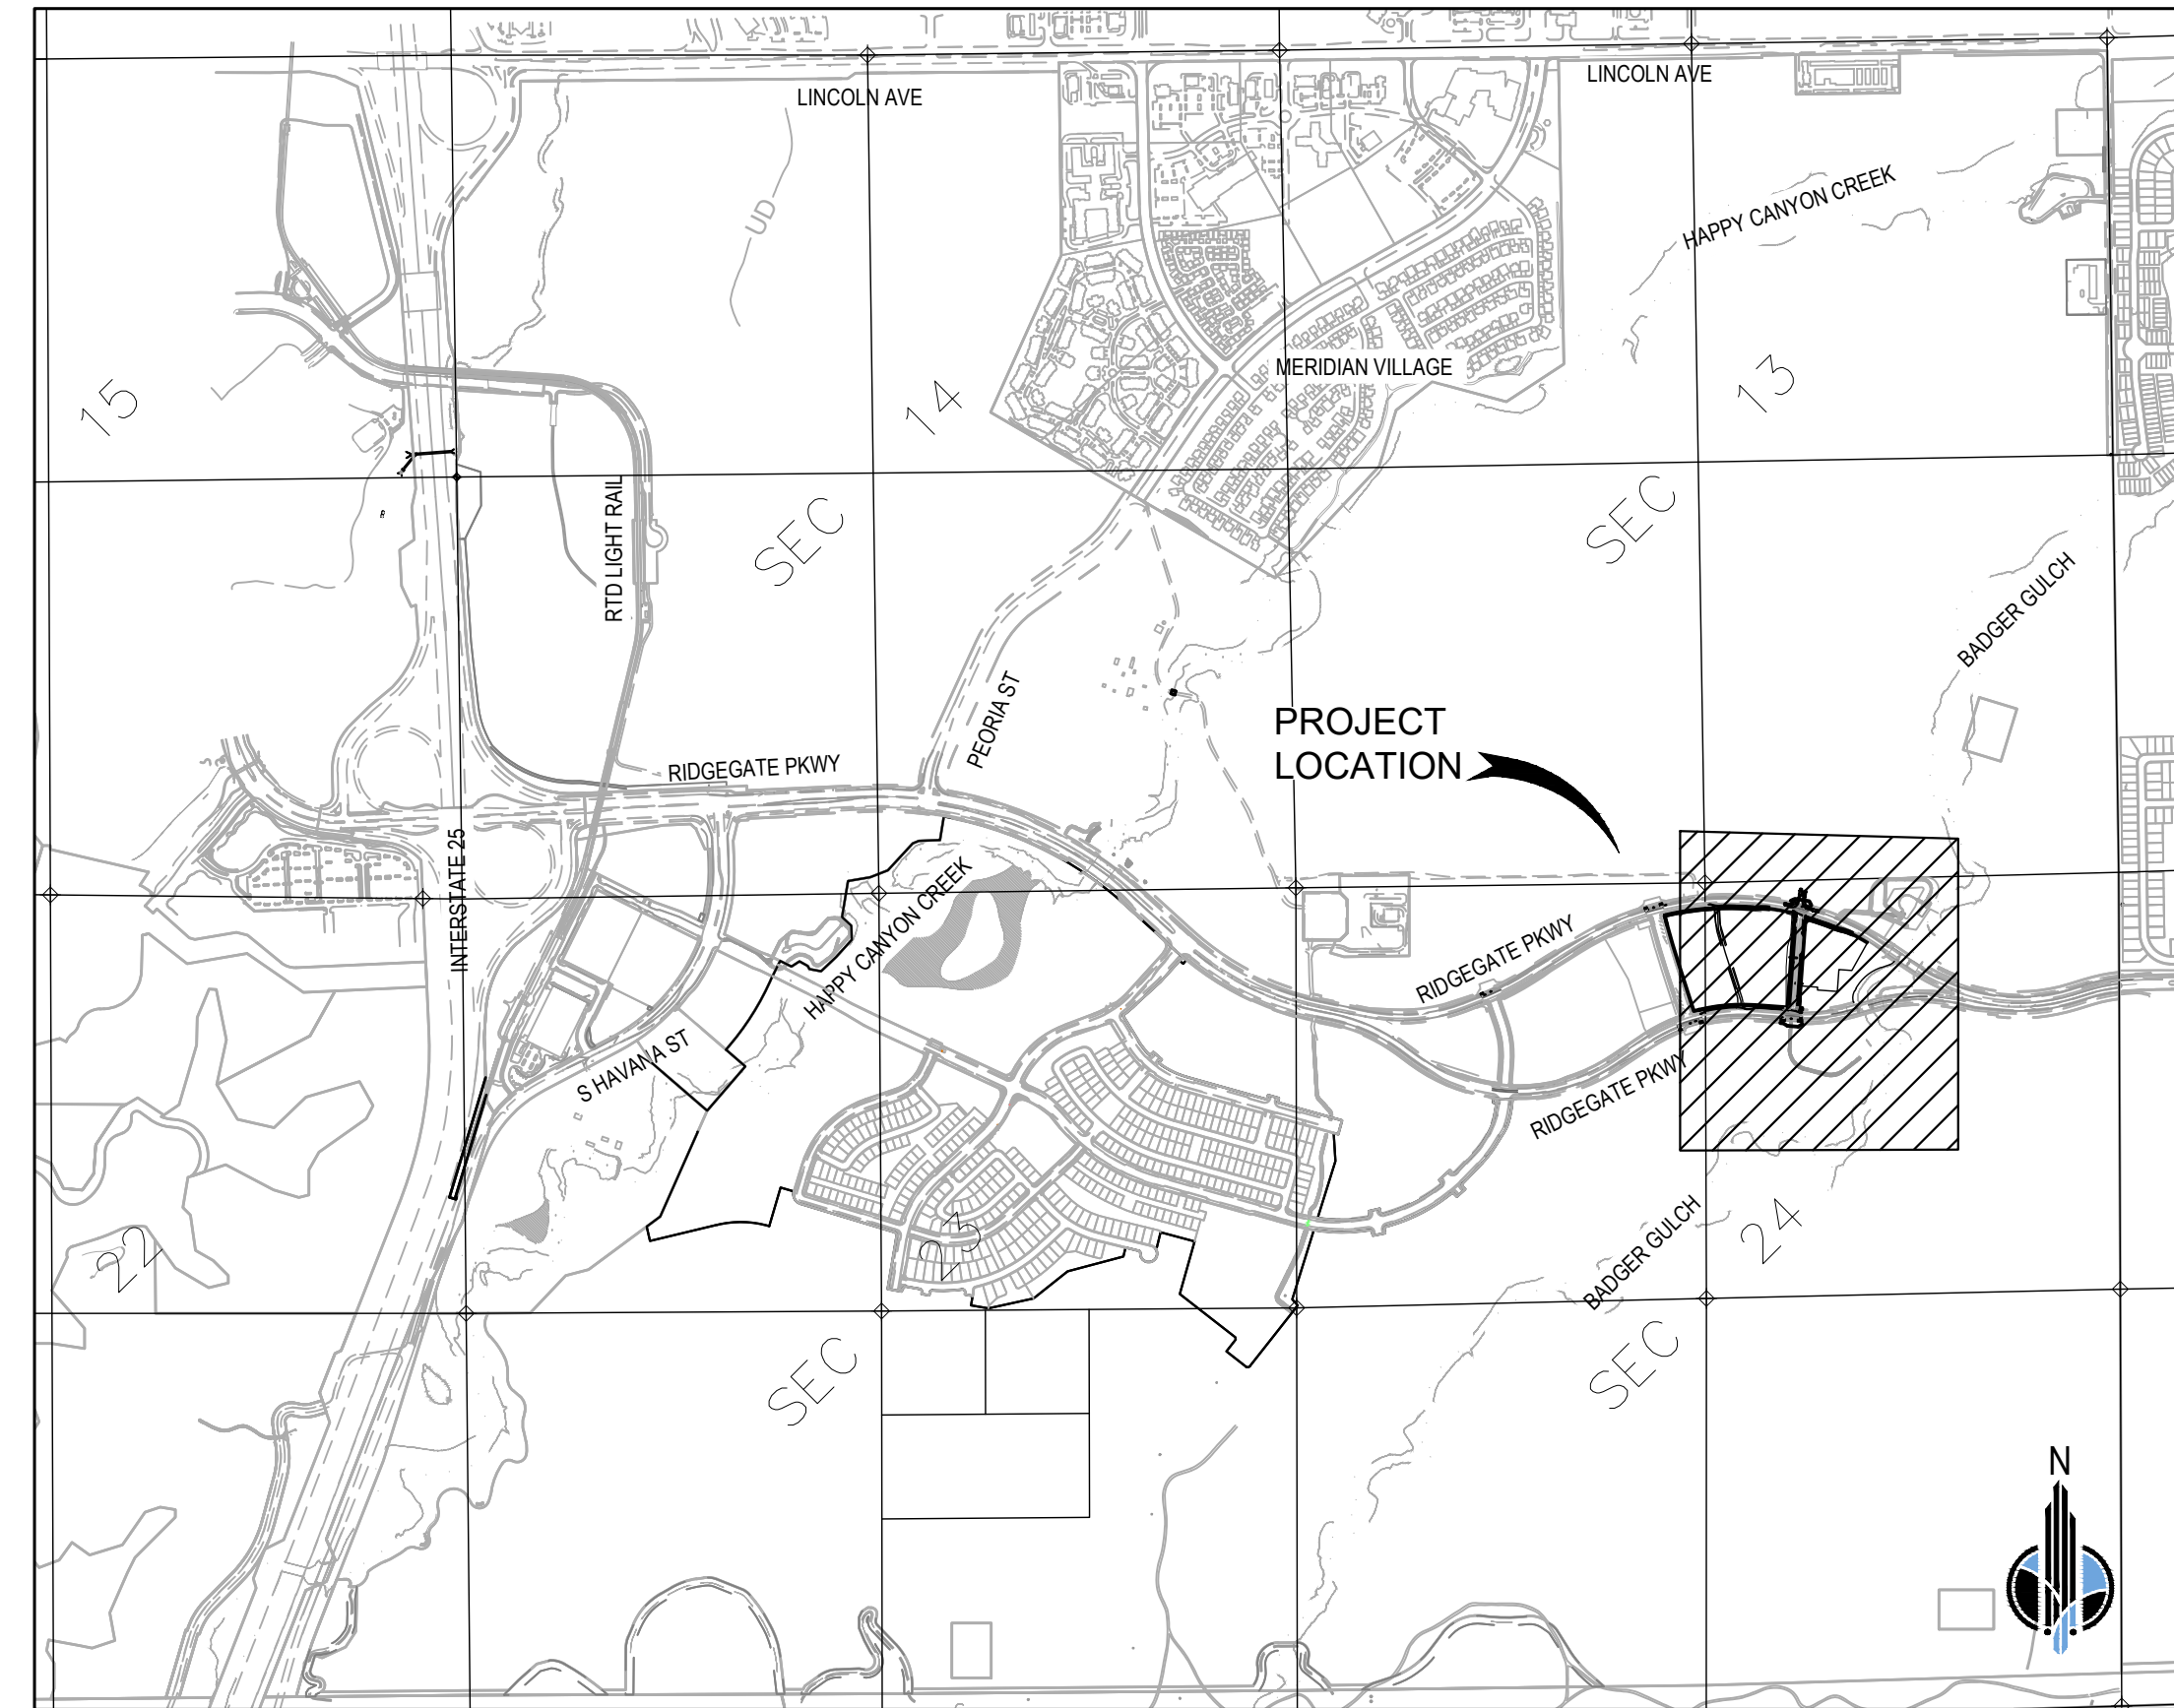 LINCOLN AVE
LINCOLN AVE
HAPPY CANYON CREEK
UD
MERIDIAN VILLAGE
15
14
13
RTD LIGHT RAIL
SEC
SEC
BADGER GULCH
PEORIA ST
PROJECT
LOCATION
RIDGEGATE PKWY
INTERSTATE 25
HAPPY CANYON CREEK
RIDGEGATE PKWY
S HAVANA ST
RIDGEGATE PKWY
22
23
24
BADGER GULCH
SEC
SEC
N